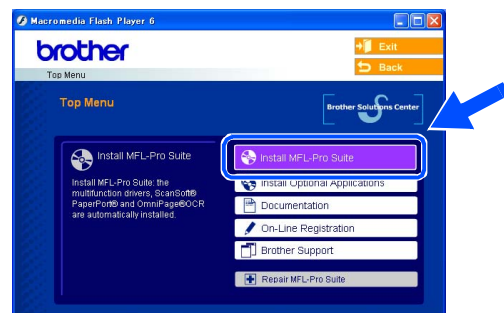 Macromedia Flash Player 6
brother
Exit
Back
Top Menu
Top Menu
Brother Solutions Center
Install MFL-Pro Suite
Install MFL-Pro Suite: the
multifunction drivers, ScanSoft®
PaperPort® and OmniPage®OCR
are automatically installed.
Install MFL-Pro Suite
Install Optional Applications
Documentation
On-Line Registration
Brother Support
Repair MFL-Pro Suite